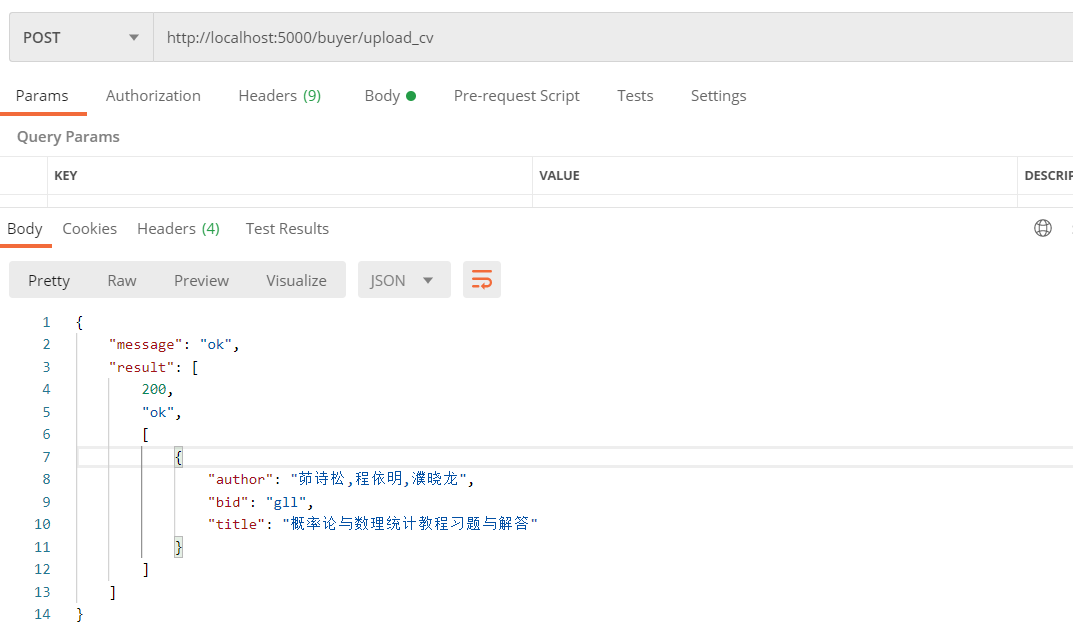 POST http://localhost:5000/buyer/upload_cv
Params Authorization Headers (9) Body Pre-request Script Tests Settings
Query Params
KEY VALUE DESCRIP
Body Cookies Headers (4) Test Results
Pretty Raw Preview Visualize JSON
1 {
2 "message": "ok",
3 "result": [
4 200,
5 "ok",
6 [
7 {
8 "author": "茆诗松,程依明,濮晓龙",
9 "bid": "gll",
10 "title": "概率论与数理统计教程习题与解答"
11 }
12 ]
13 ]
14 }